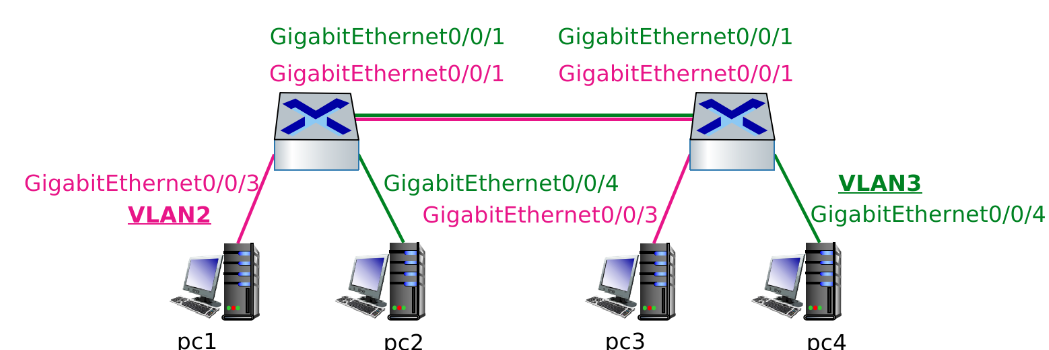 GigabitEthernet0/0/1 GigabitEthernet0/0/1
GigabitEthernet0/0/1 GigabitEthernet0/0/1
GigabitEthernet0/0/3 GigabitEthernet0/0/4 VLAN3
VLAN2 GigabitEthernet0/0/3 GigabitEthernet0/0/4
pc1 pc2 pc3 pc4